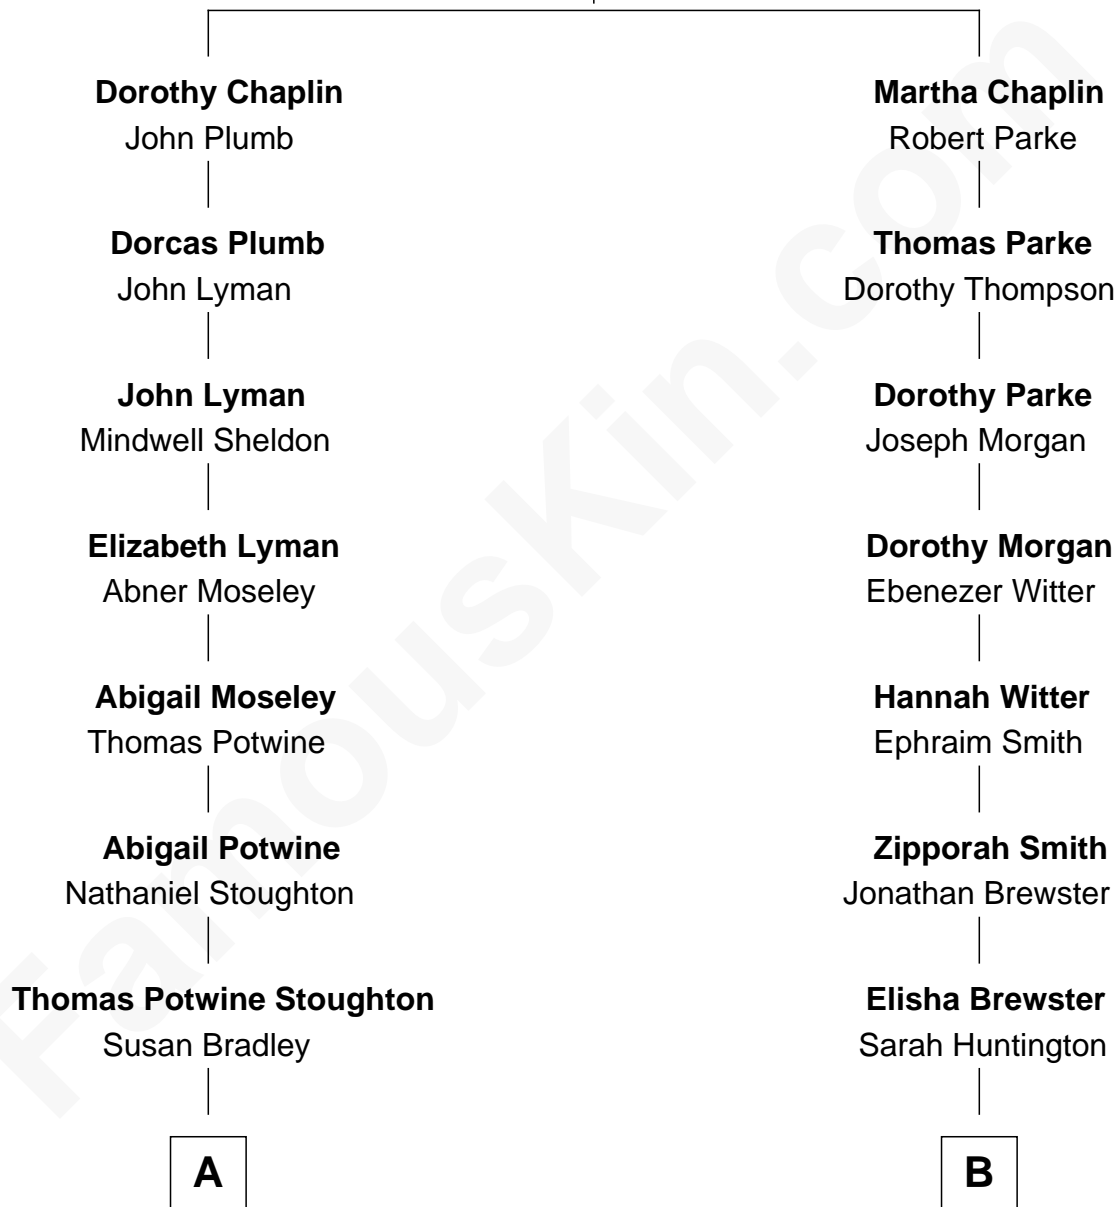 Dorothy Chaplin
John Plumb
Dorcas Plumb
John Lyman
John Lyman
Mindwell Sheldon
Elizabeth Lyman
Abner Moseley
Abigail Moseley
Thomas Potwine
Abigail Potwine
Nathaniel Stoughton
Thomas Potwine Stoughton
Susan Bradley
A
Martha Chaplin
Robert Parke
Thomas Parke
Dorothy Thompson
Dorothy Parke
Joseph Morgan
Dorothy Morgan
Ebenezer Witter
Hannah Witter
Ephraim Smith
Zipporah Smith
Jonathan Brewster
Elisha Brewster
Sarah Huntington
B
FamousKin.com